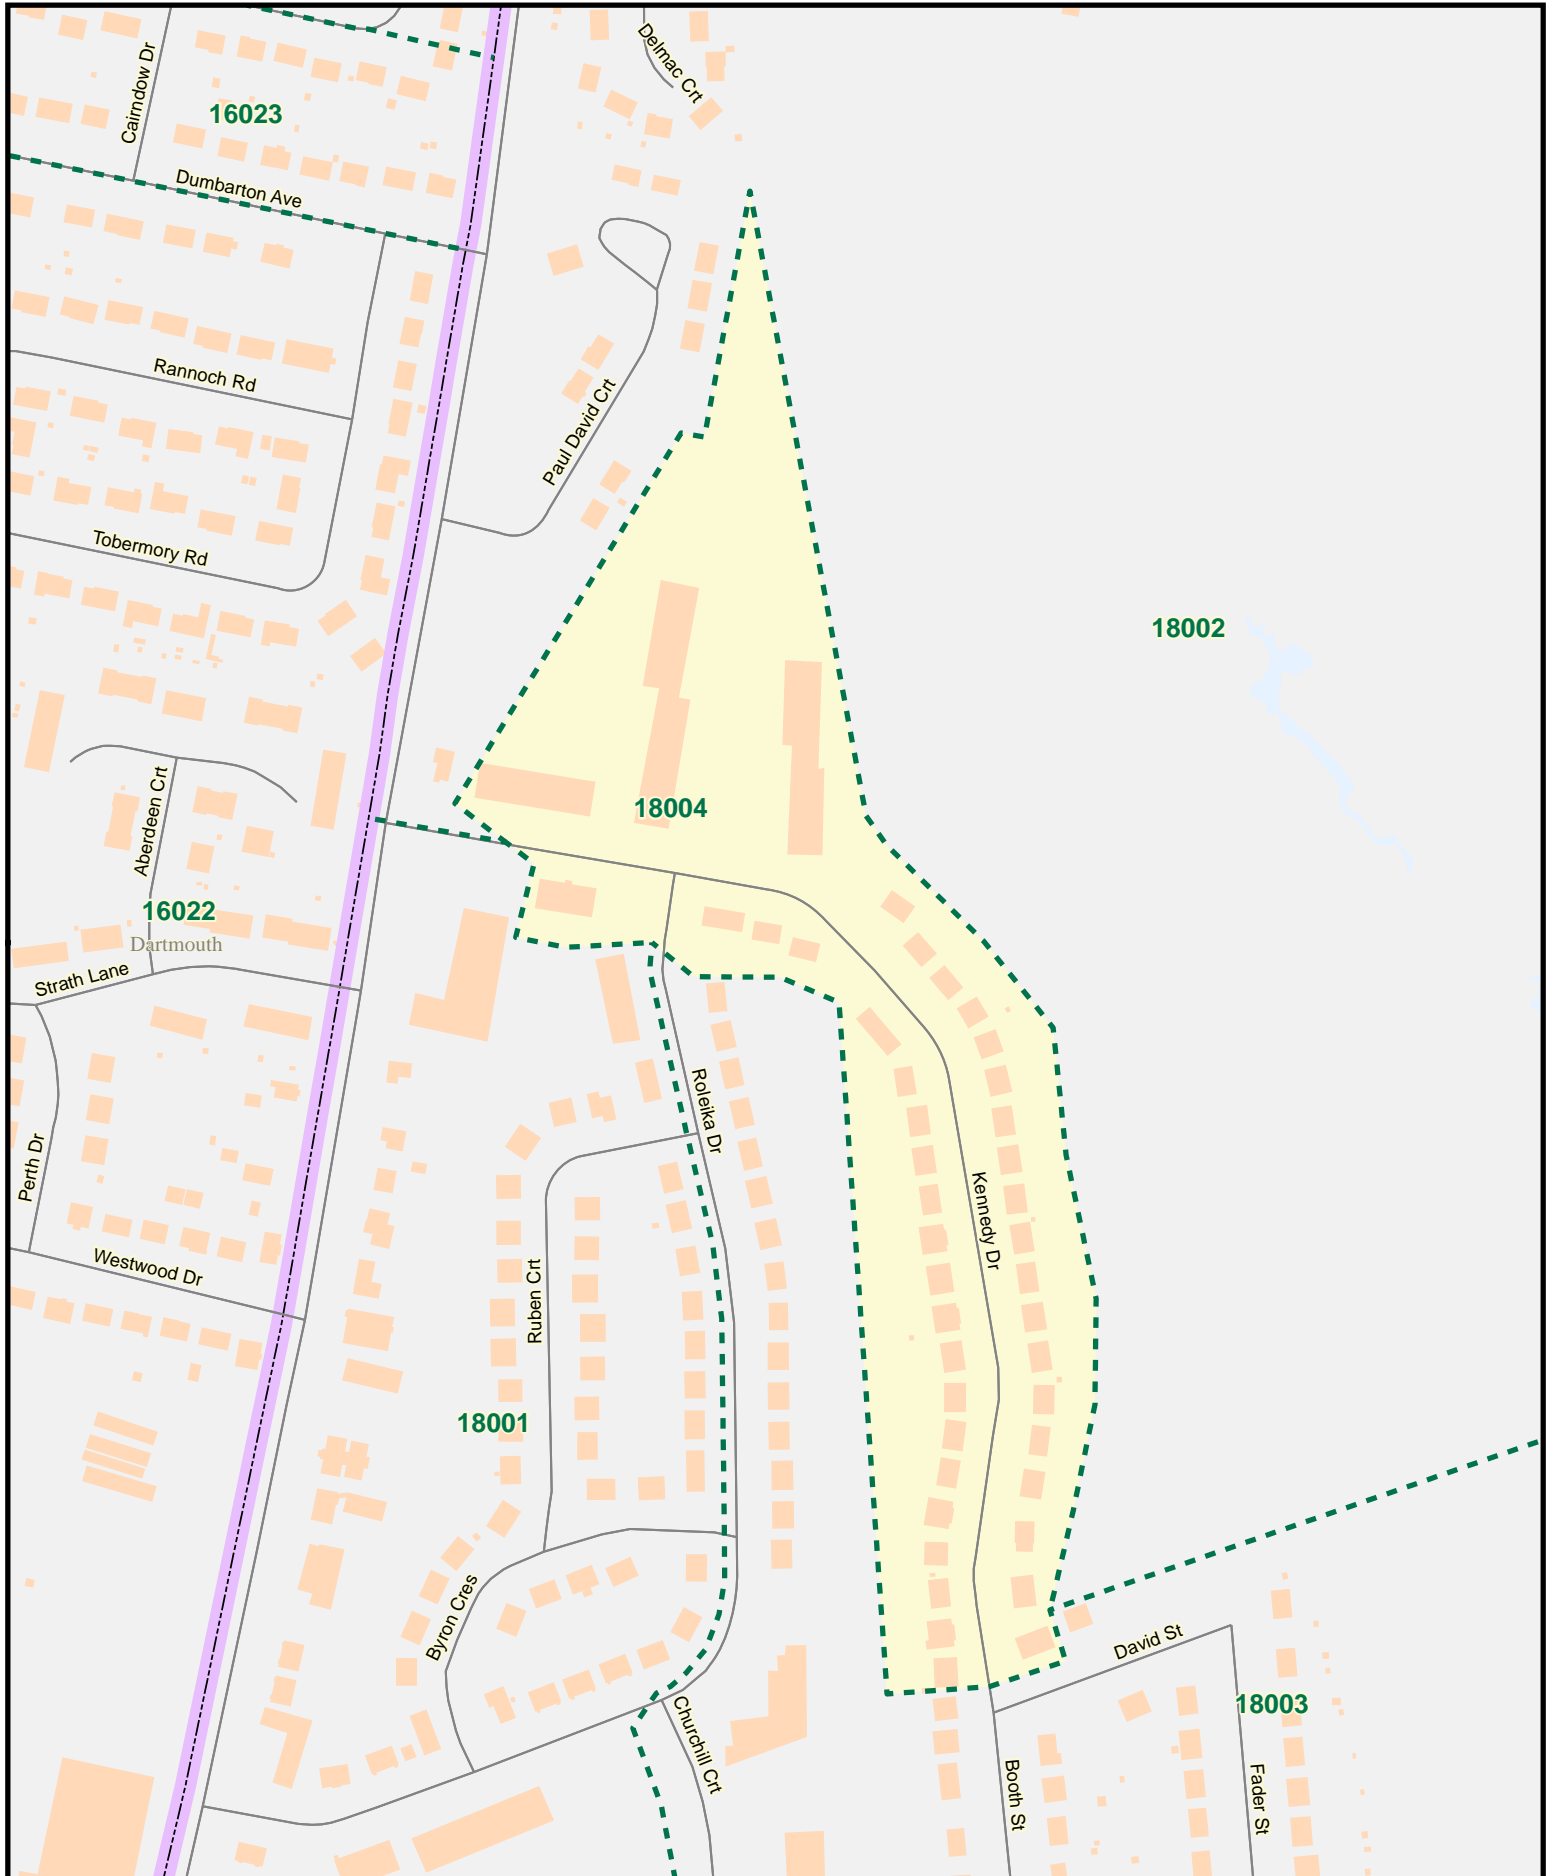 Delmac Crt
Cairndow Dr
16023
Dumbarton Ave
Rannoch Rd
Paul David Crt
Tobermory Rd
18002
Aberdeen Crt
18004
16022
Dartmouth
Strath Lane
Roleika Dr
Perth Dr
Kennedy Dr
Westwood Dr
Ruben Crt
18001
Byron Cres
David St
18003
Churchill Crt
Booth St
Fader St